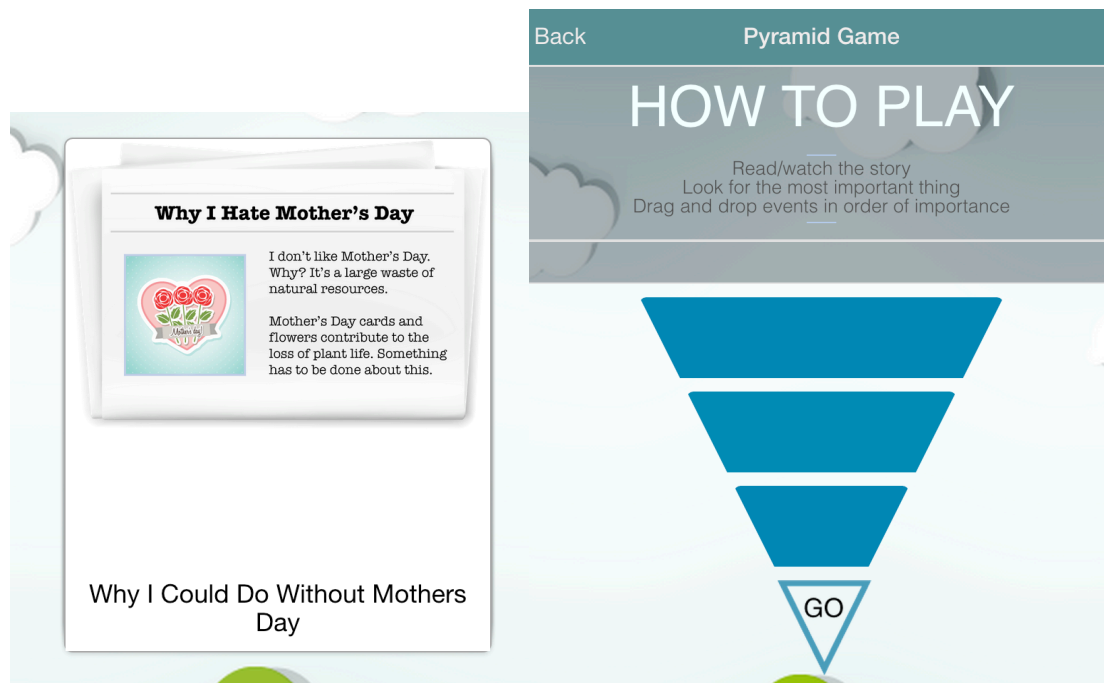 Why I Hate Mother’s Day
I don’t like Mother’s Day.
Why? It’s a large waste of
natural resources.
Mother’s Day cards and
flowers contribute to the
loss of plant life. Something
has to be done about this.
Mothers day!
Why I Could Do Without Mothers
Day
Back
Pyramid Game
HOW TO PLAY
Read/watch the story
Look for the most important thing
Drag and drop events in order of importance
GO